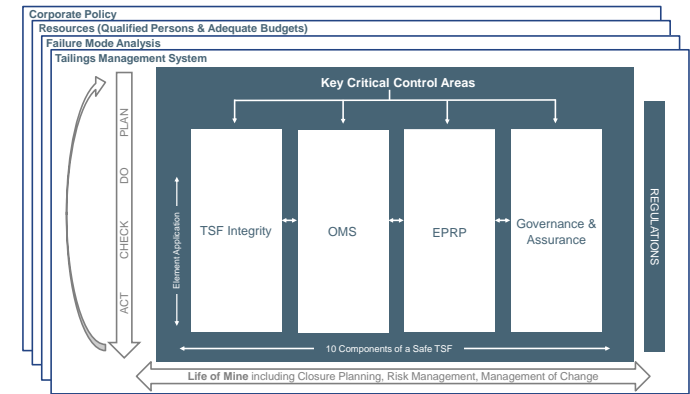 Corporate Policy
Resources (Qualified Persons & Adequate Budgets)
Failure Mode Analysis
Tailings Management System
Key Critical Control Areas
PLAN
DO
CHECK
ACT
Element Application
TSF Integrity
OMS
EPRP
Governance &
Assurance
REGULATIONS
10 Components of a Safe TSF
Life of Mine including Closure Planning, Risk Management, Management of Change